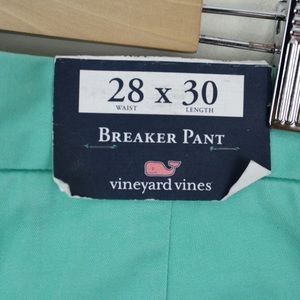 28 x 30
WAIST LENGTH
BREAKER PANT
vineyard vines